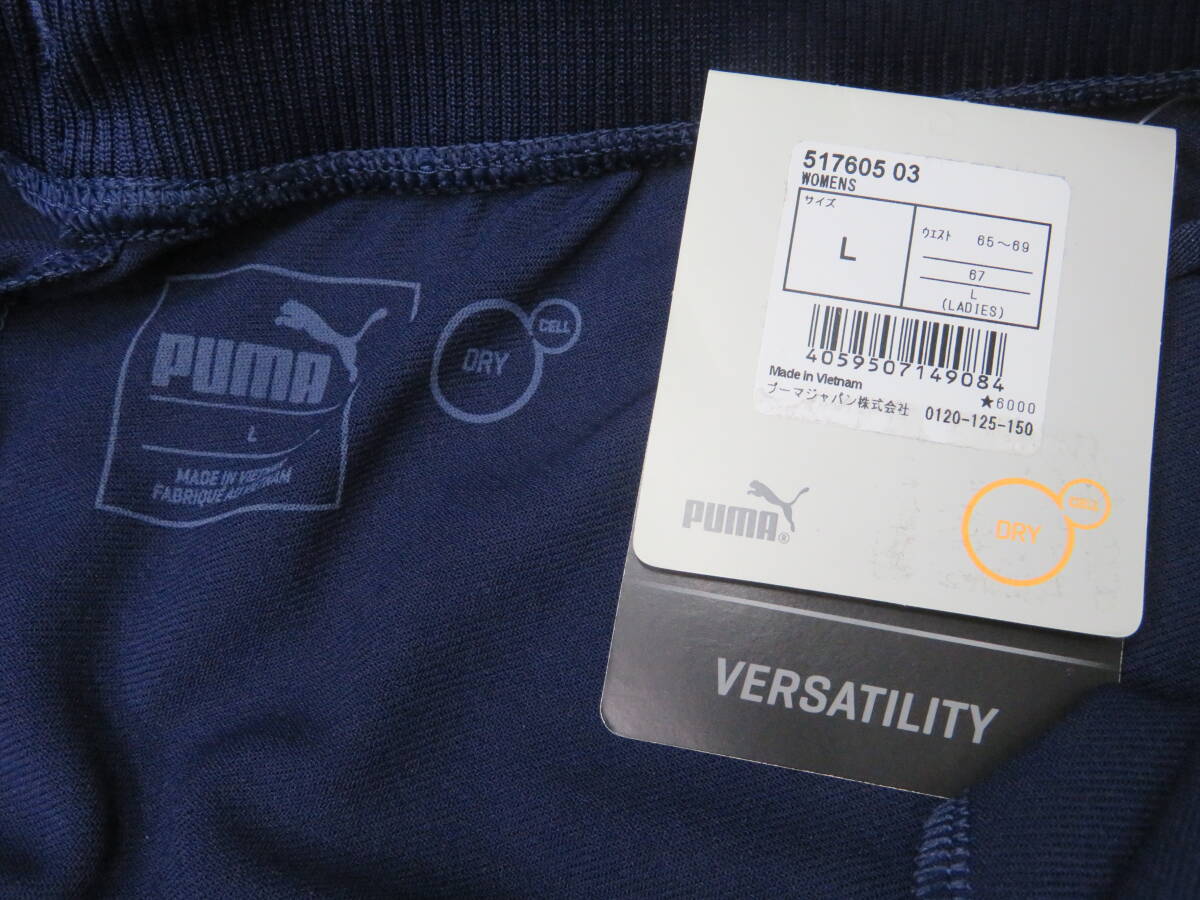 PUMA
L
MADE IN VIETNAM
FABRIQUE AU VIETNAM
DRY
CELL
517605 03
WOMENS
サイズ
L
ウエスト 65~69
67
L
(LADIES)
4059507149084
Made in Vietnam
★6000
プーマジャパン株式会社 0120-125-150
PUMA®
DRY
CELL
VERSATILITY